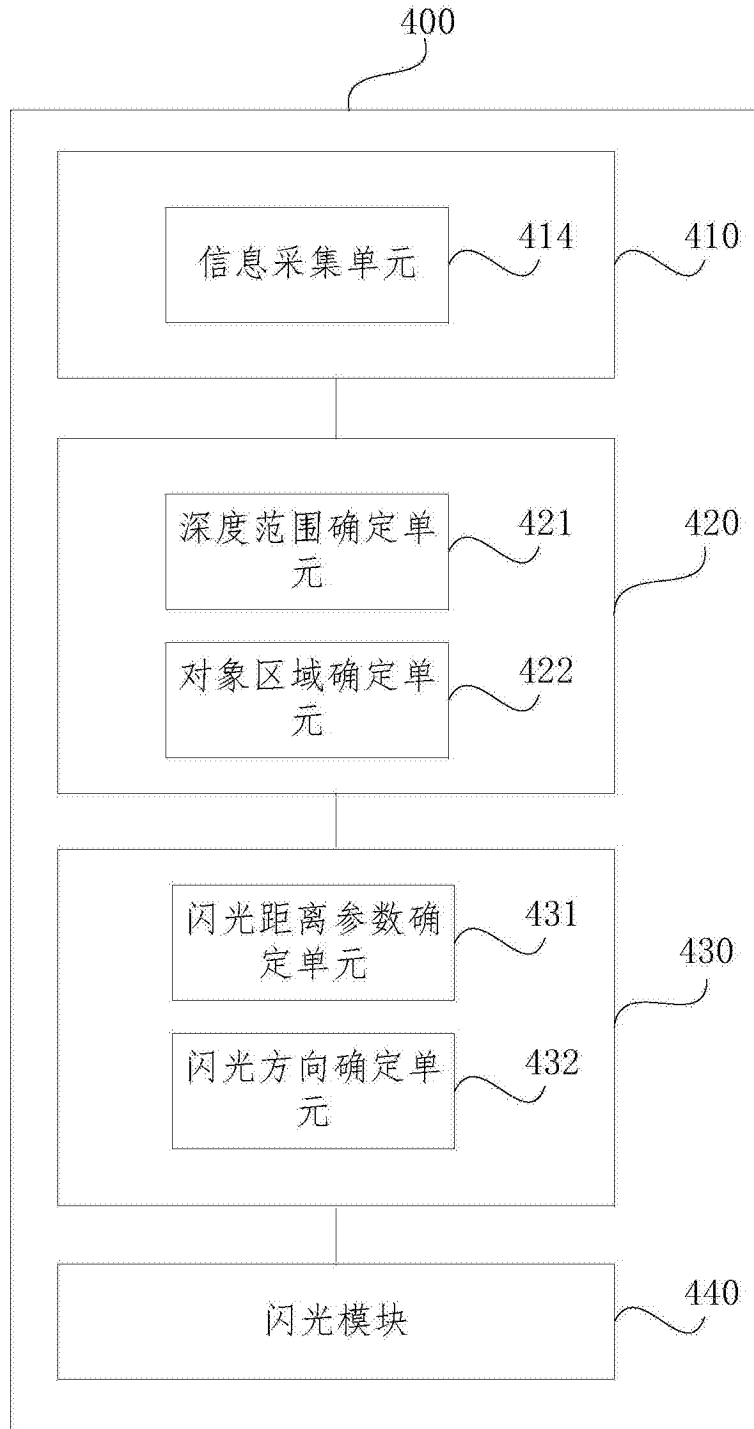 400
信息采集单元
414
410
深度范围确定单
元
421
420
对象区域确定单
元
422
闪光距离参数确
定单元
431
430
闪光方向确定单
元
432
闪光模块
440